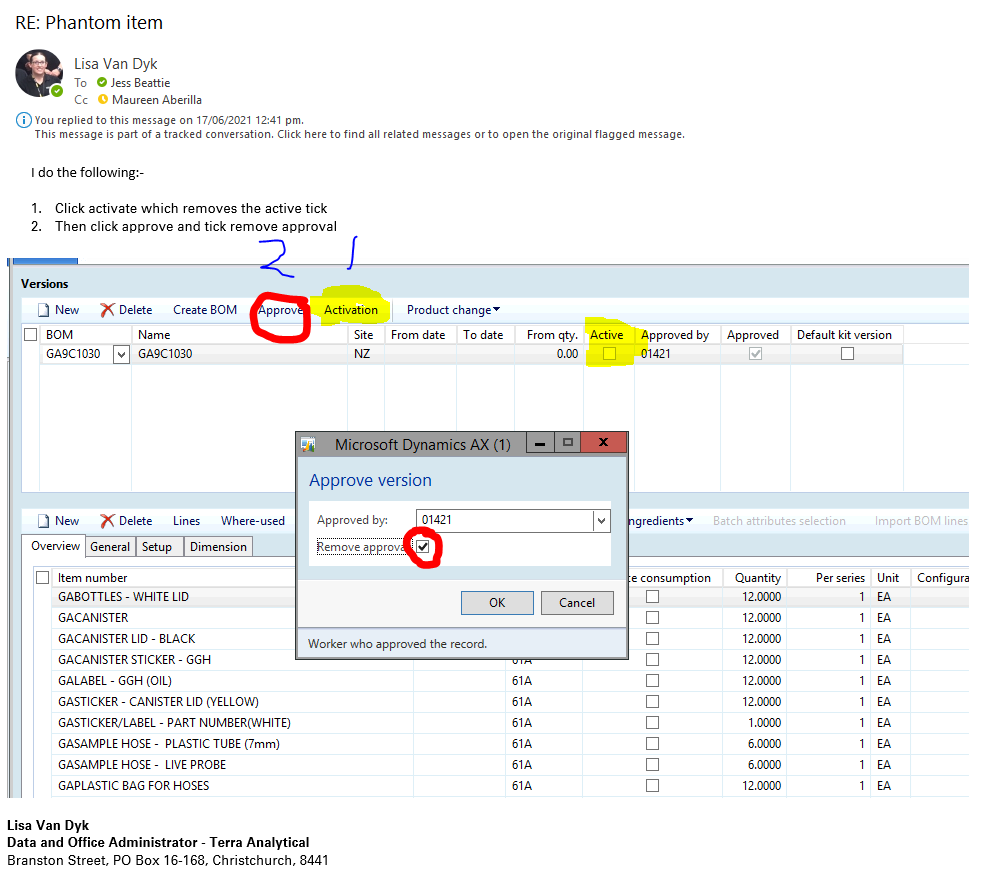 RE: Phantom item
Lisa Van Dyk
To Jess Beattie
Cc Maureen Aberilla
You replied to this message on 17/06/2021 12:41 pm.
This message is part of a tracked conversation. Click here to find all related messages or to open the original flagged message.
I do the following:-
1. Click activate which removes the active tick
2. Then click approve and tick remove approval
2 1
Versions
New Delete Create BOM Approve Activation Product change
BOM Name Site From date To date From qty. Active Approved by Approved Default kit version
GA9C1030 GA9C1030 NZ 0.00 01421
Microsoft Dynamics AX (1)
Approve version
Approved by: 01421
Remove approva
OK Cancel
Worker who approved the record.
New Delete Lines Where-used ngredients Batch attributes selection Import BOM lines
Overview General Setup Dimension
Item number te consumption Quantity Per series Unit Configura
GABOTTLES - WHITE LID 12.0000 1 EA
GACANISTER 12.0000 1 EA
GACANISTER LID - BLACK 12.0000 1 EA
GACANISTER STICKER - GGH 61A 12.0000 1 EA
GALABEL - GGH (OIL) 61A 12.0000 1 EA
GASTICKER - CANISTER LID (YELLOW) 61A 12.0000 1 EA
GASTICKER/LABEL - PART NUMBER(WHITE) 61A 1.0000 1 EA
GASAMPLE HOSE - PLASTIC TUBE (7mm) 61A 6.0000 1 EA
GASAMPLE HOSE - LIVE PROBE 61A 6.0000 1 EA
GAPLASTIC BAG FOR HOSES 61A 12.0000 1 EA
Lisa Van Dyk
Data and Office Administrator - Terra Analytical
Branston Street, PO Box 16-168, Christchurch, 8441